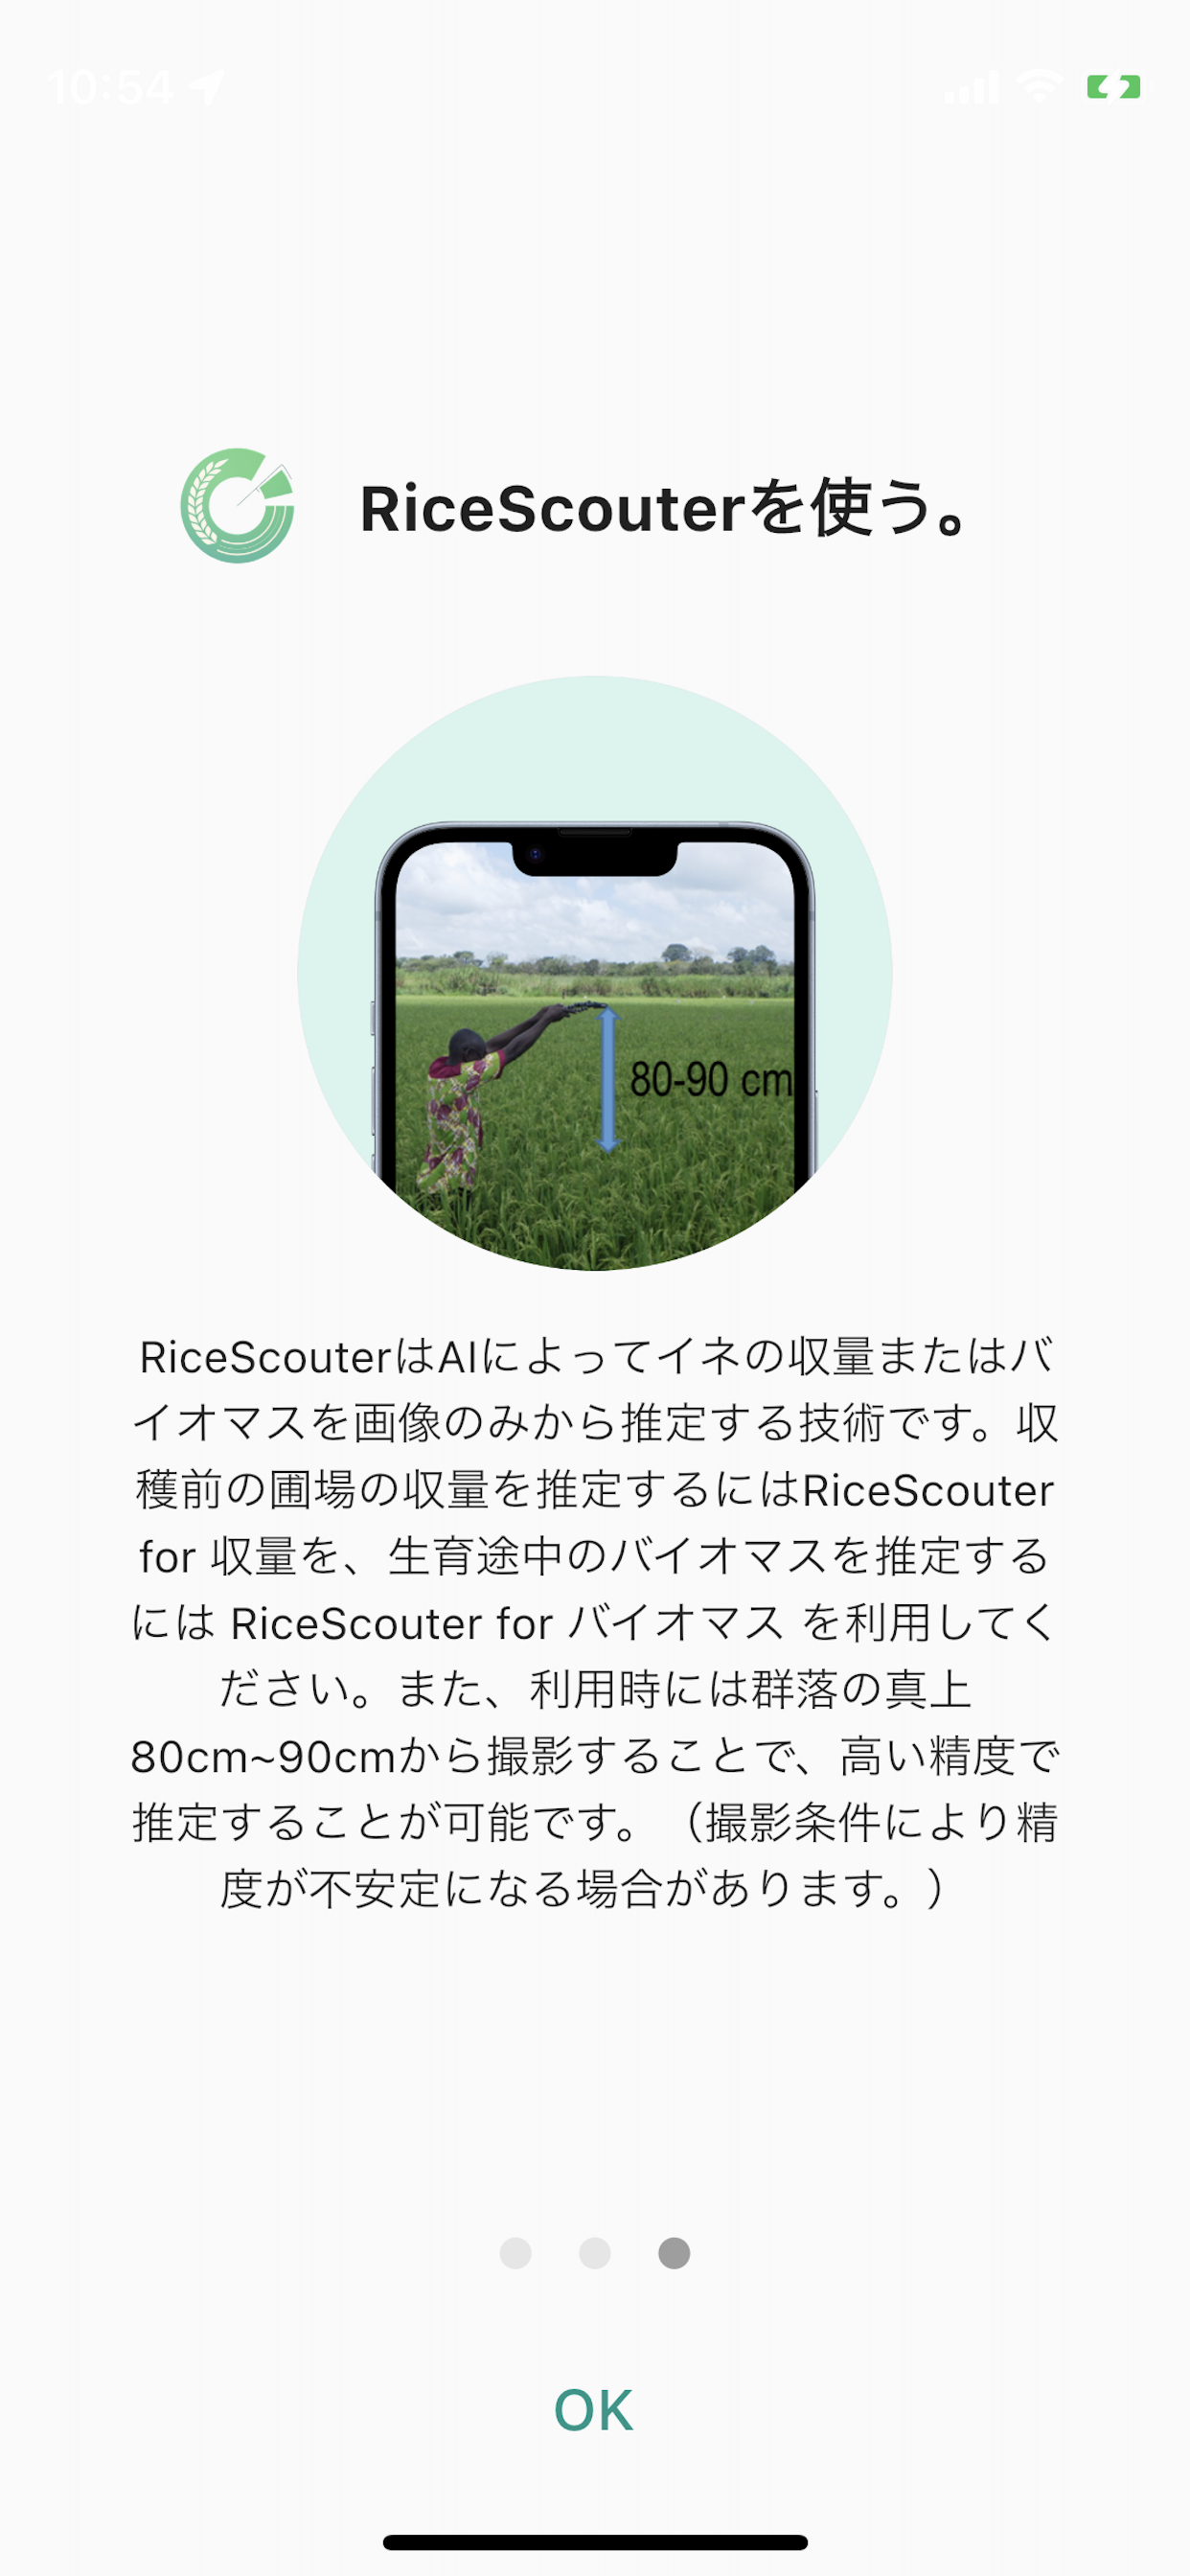 10:54
RiceScouterを使う。
80-90 cm
RiceScouterはAIによってイネの収量またはバ
イオマスを画像のみから推定する技術です。収
穫前の圃場の収量を推定するにはRiceScouter
for 収量を、生育途中のバイオマスを推定する
には RiceScouter for バイオマス を利用してく
ださい。また、利用時には群落の真上
80cm~90cmから撮影することで、高い精度で
推定することが可能です。（撮影条件により精
度が不安定になる場合があります。）
OK